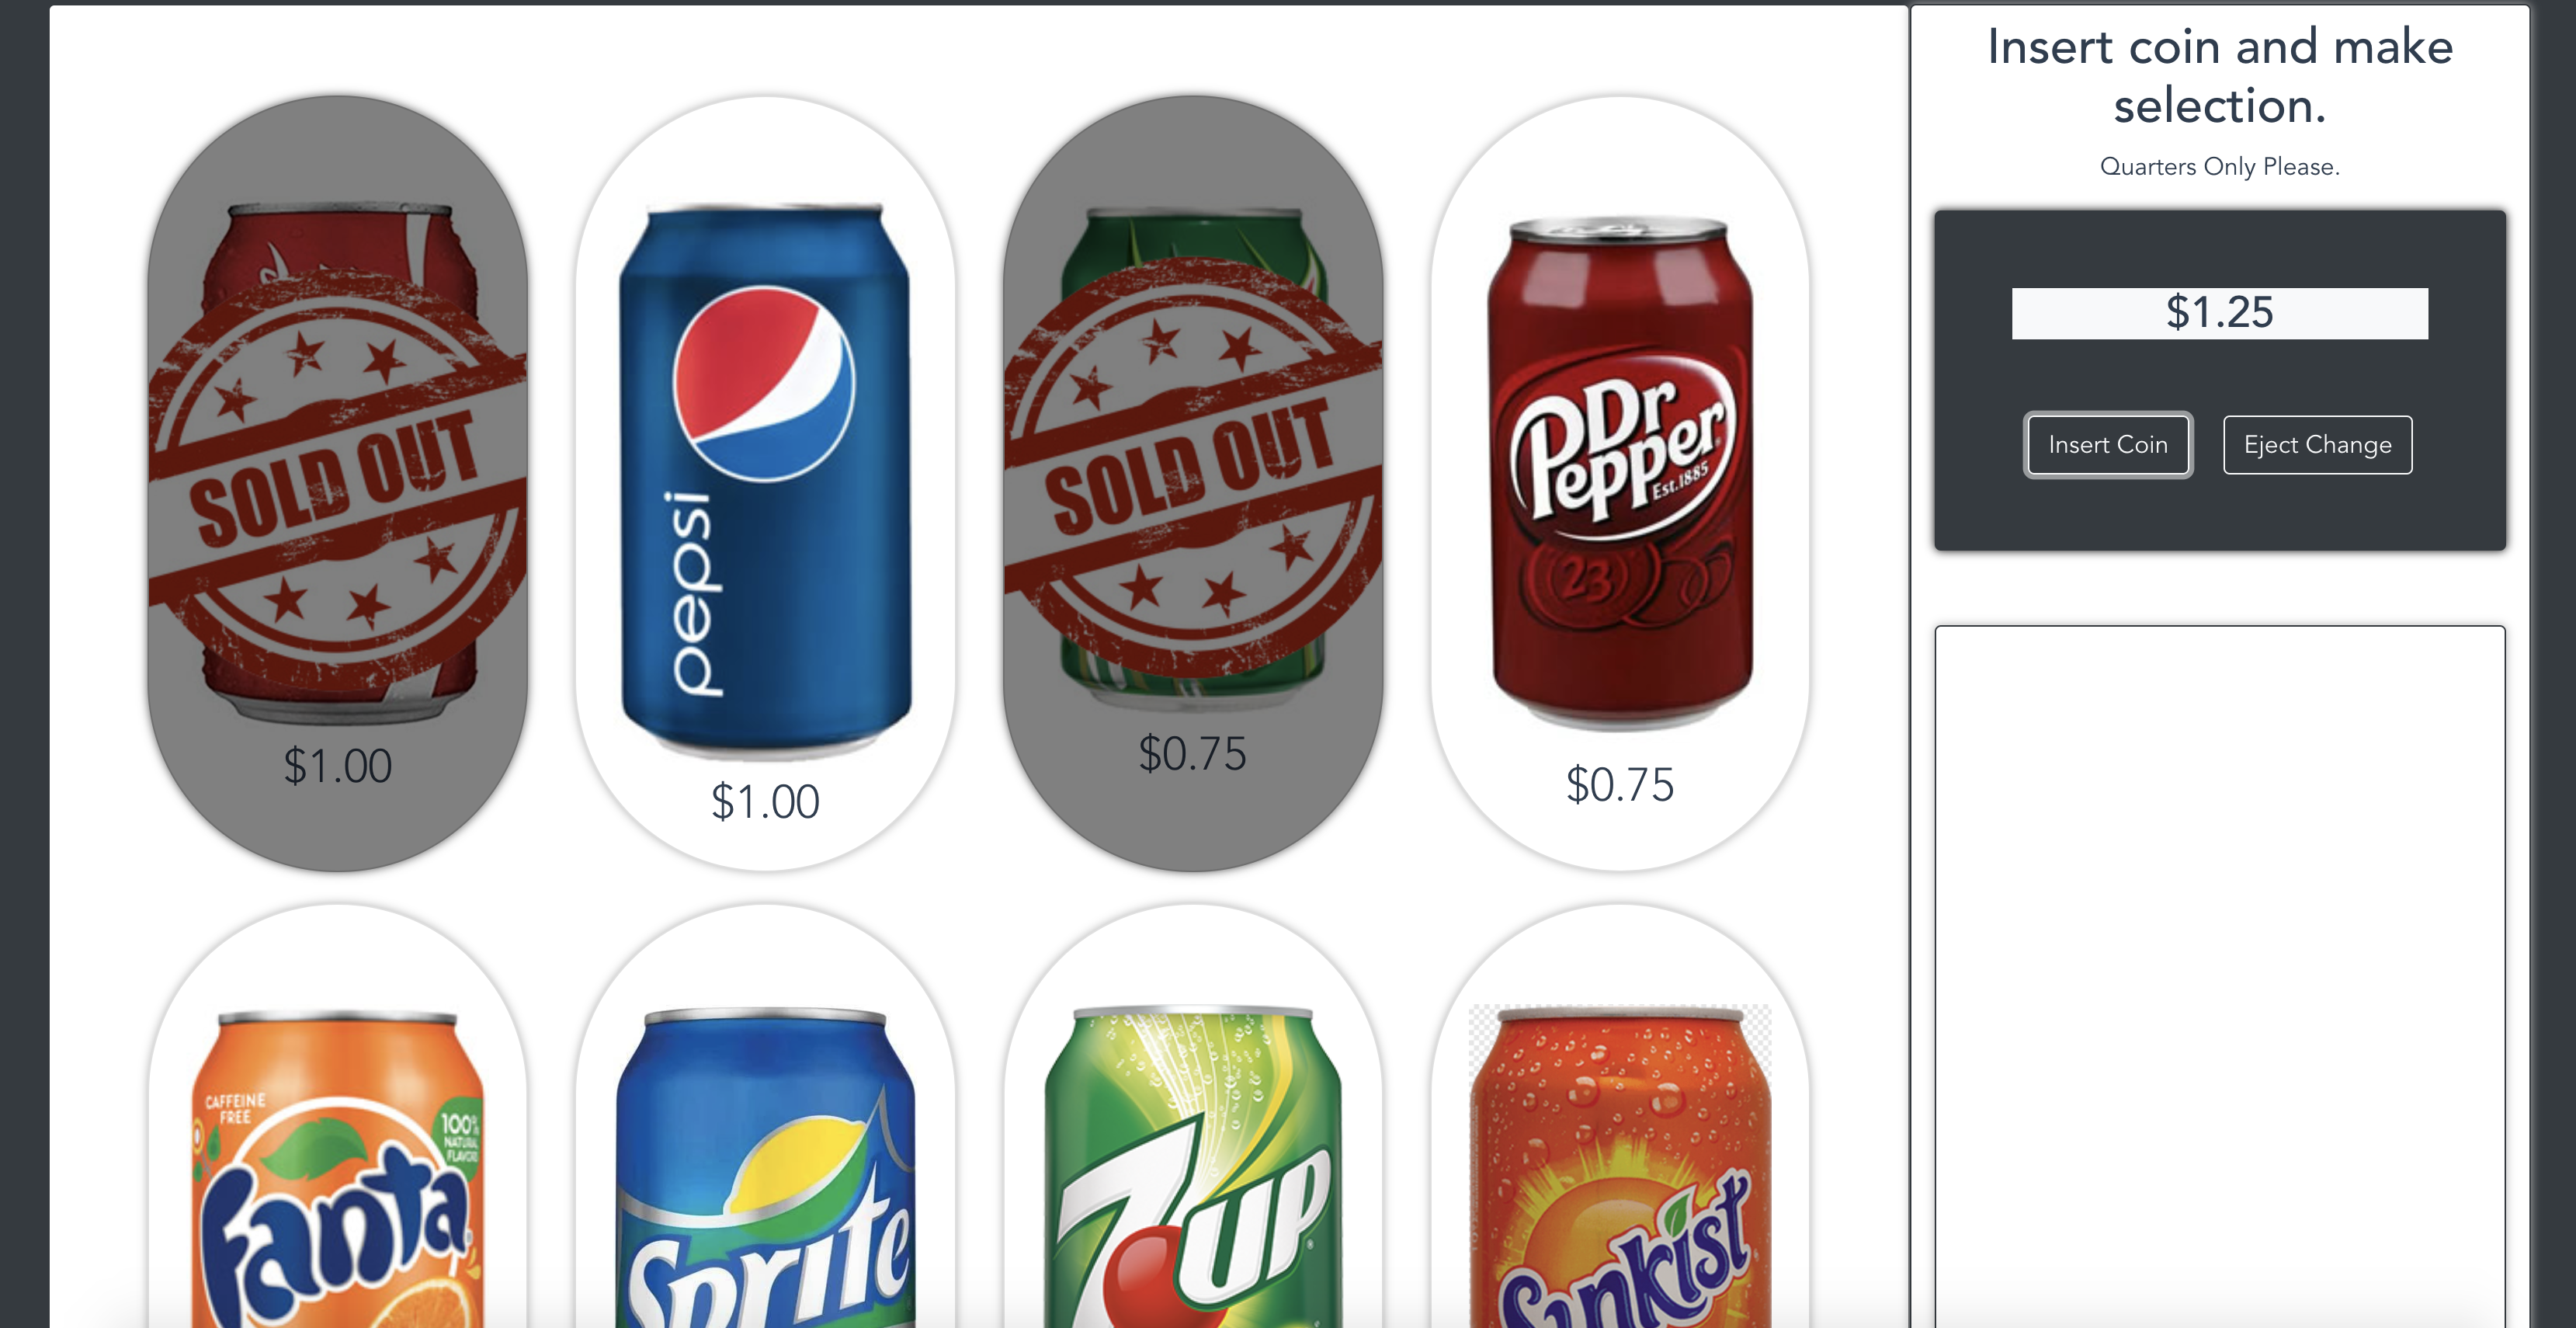 Insert coin and make
selection.
Quarters Only Please.
$1.25
Insert Coin
Eject Change
SOLD OUT
$1.00
pepsi
$1.00
SOLD OUT
$0.75
Dr
Pepper
Est.1885
23
$0.75
CAFFEINE
FREE
100%
NATURAL
FLAVORS
Fanta
Sprite
7UP
Sunkist